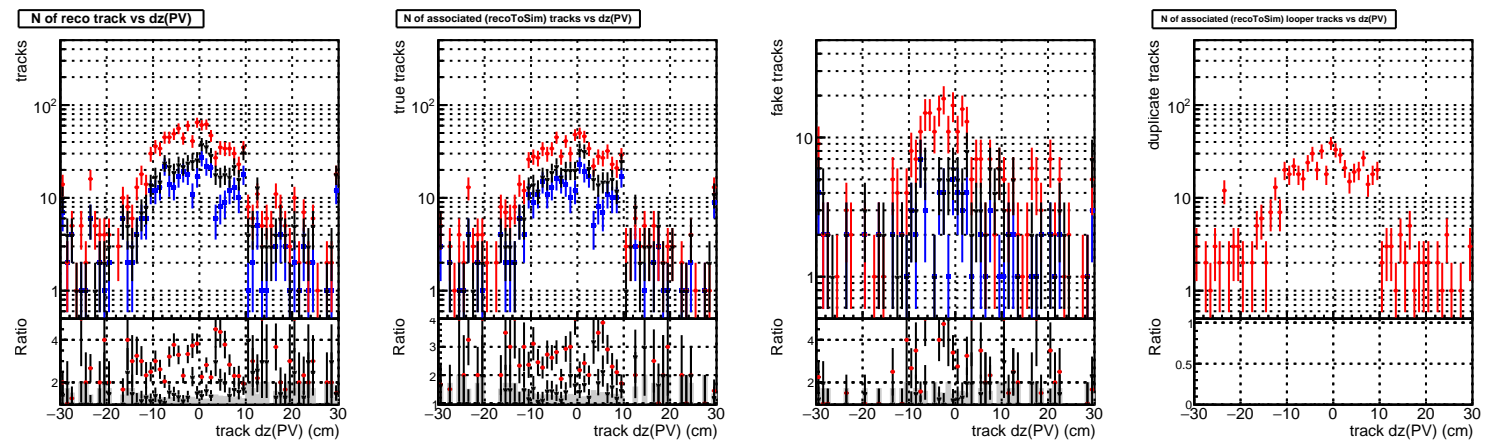 N of reco track vs dz(PV)
tracks
10²
10
1
Ratio
4
2
−30 −20 −10 0 10 20 30
track dz(PV) (cm)
N of associated (recoToSim) tracks vs dz(PV)
true tracks
10²
10
1
Ratio
4
3
2
−30 −20 −10 0 10 20 30
track dz(PV) (cm)
fake tracks
10
1
Ratio
4
2
−30 −20 −10 0 10 20 30
track dz(PV) (cm)
N of associated (recoToSim) looper tracks vs dz(PV)
duplicate tracks
10²
10
1
Ratio
1
0.5
0
−30 −20 −10 0 10 20 30
track dz(PV) (cm)